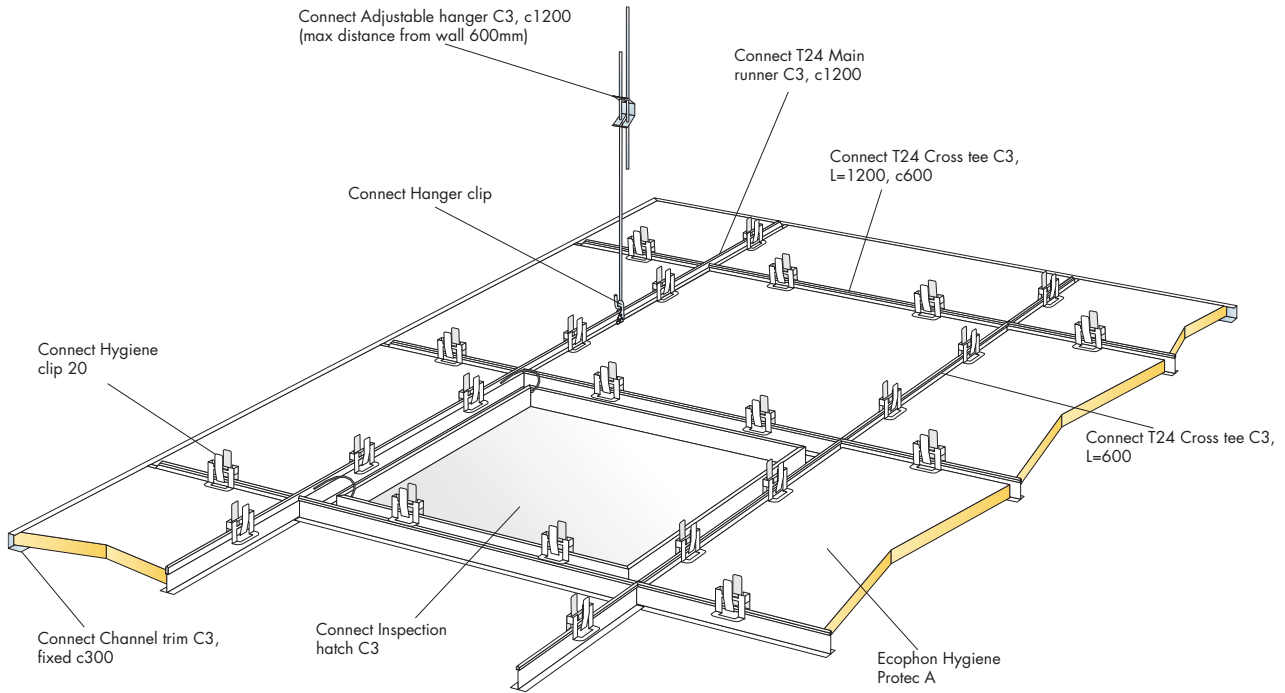 Connect Adjustable hanger C3, c1200
(max distance from wall 600mm)
Connect T24 Main
runner C3, c1200
Connect T24 Cross tee C3,
L=1200, c600
Connect Hanger clip
Connect Hygiene
clip 20
Connect T24 Cross tee C3,
L=600
Connect Channel trim C3,
fixed c300
Connect Inspection
hatch C3
Ecophon Hygiene
Protec A